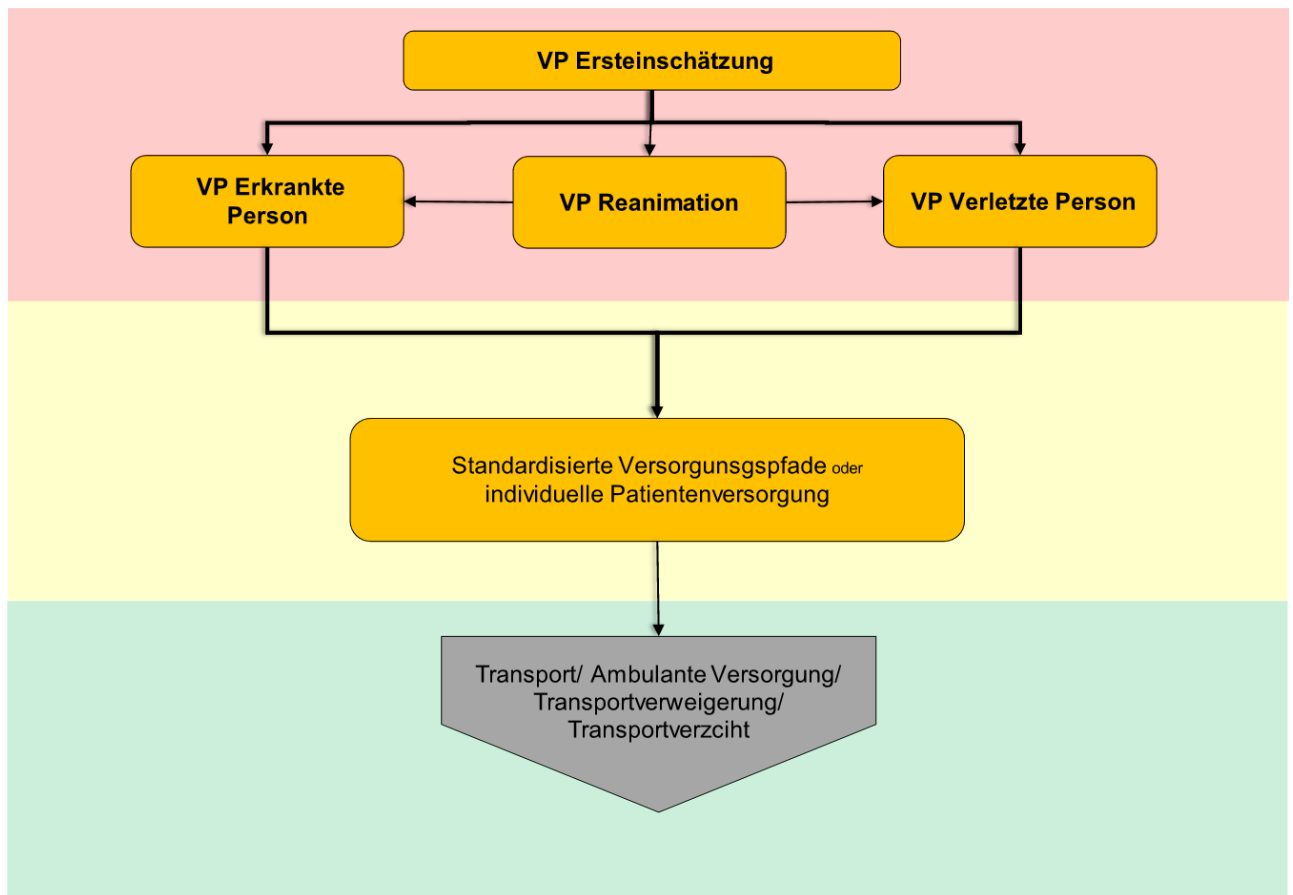 VP Ersteinschätzung
VP Erkrankte
Person
VP Reanimation
VP Verletzte Person
Standardisierte Versorgunsgspfade oder
individuelle Patientenversorgung
Transport/ Ambulante Versorgung/
Transportverweigerung/
Transportverzciht